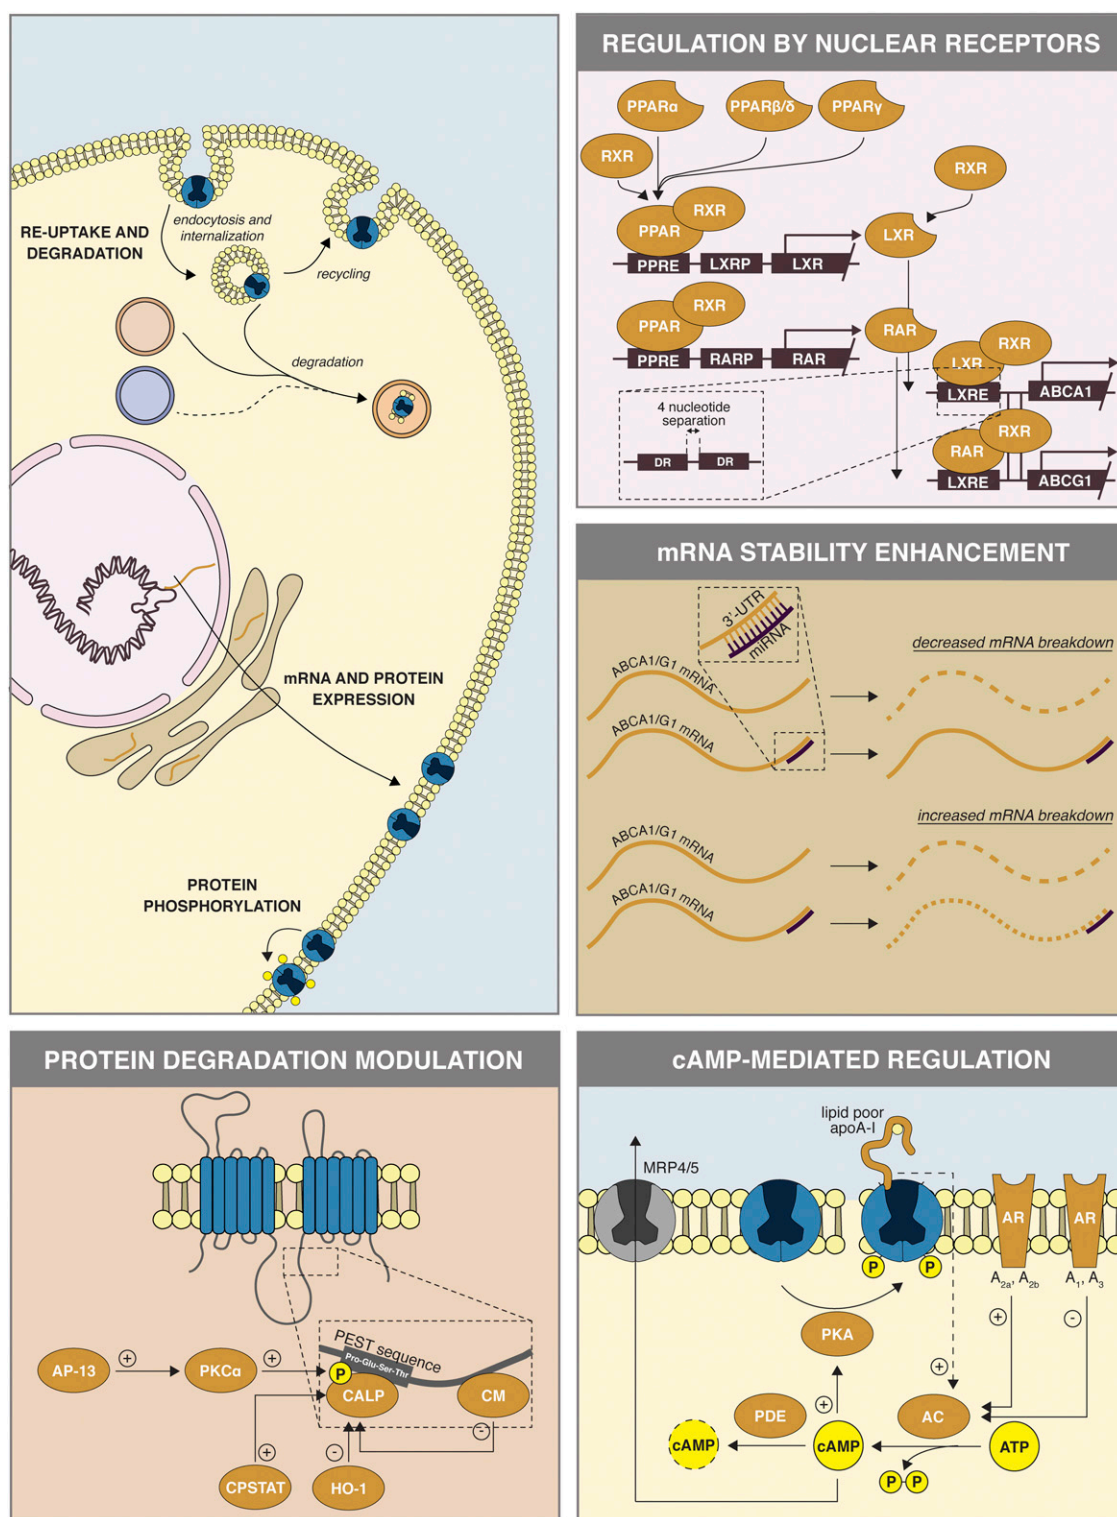 RE-UPTAKE AND
DEGRADATION
endocytosis and
internalization
recycling
degradation
mRNA AND PROTEIN
EXPRESSION
PROTEIN
PHOSPHORYLATION
REGULATION BY NUCLEAR RECEPTORS
PPARα
PPARβ/δ
PPARγ
RXR
RXR
RXR
PPAR
LXR
PPRE
LXRP
LXR
RXR
PPAR
RAR
PPRE
RARP
RAR
RXR
LXR
LXRE
ABCA1
4 nucleotide
separation
DR
DR
RXR
RAR
LXRE
ABCG1
mRNA STABILITY ENHANCEMENT
3'-UTR
miRNA
decreased mRNA breakdown
ABCA1/G1 mRNA
ABCA1/G1 mRNA
increased mRNA breakdown
ABCA1/G1 mRNA
ABCA1/G1 mRNA
PROTEIN DEGRADATION MODULATION
PEST sequence
Pro-Glu-Ser-Thr
AP-13
+
PKCα
+
P
CALP
CM
+
-
-
CPSTAT
HO-1
cAMP-MEDIATED REGULATION
lipid poor
apoA-I
MRP4/5
AR
AR
P
P
A2a, A2b
A1, A3
+
-
PKA
+
+
PDE
AC
cAMP
cAMP
ATP
P
P